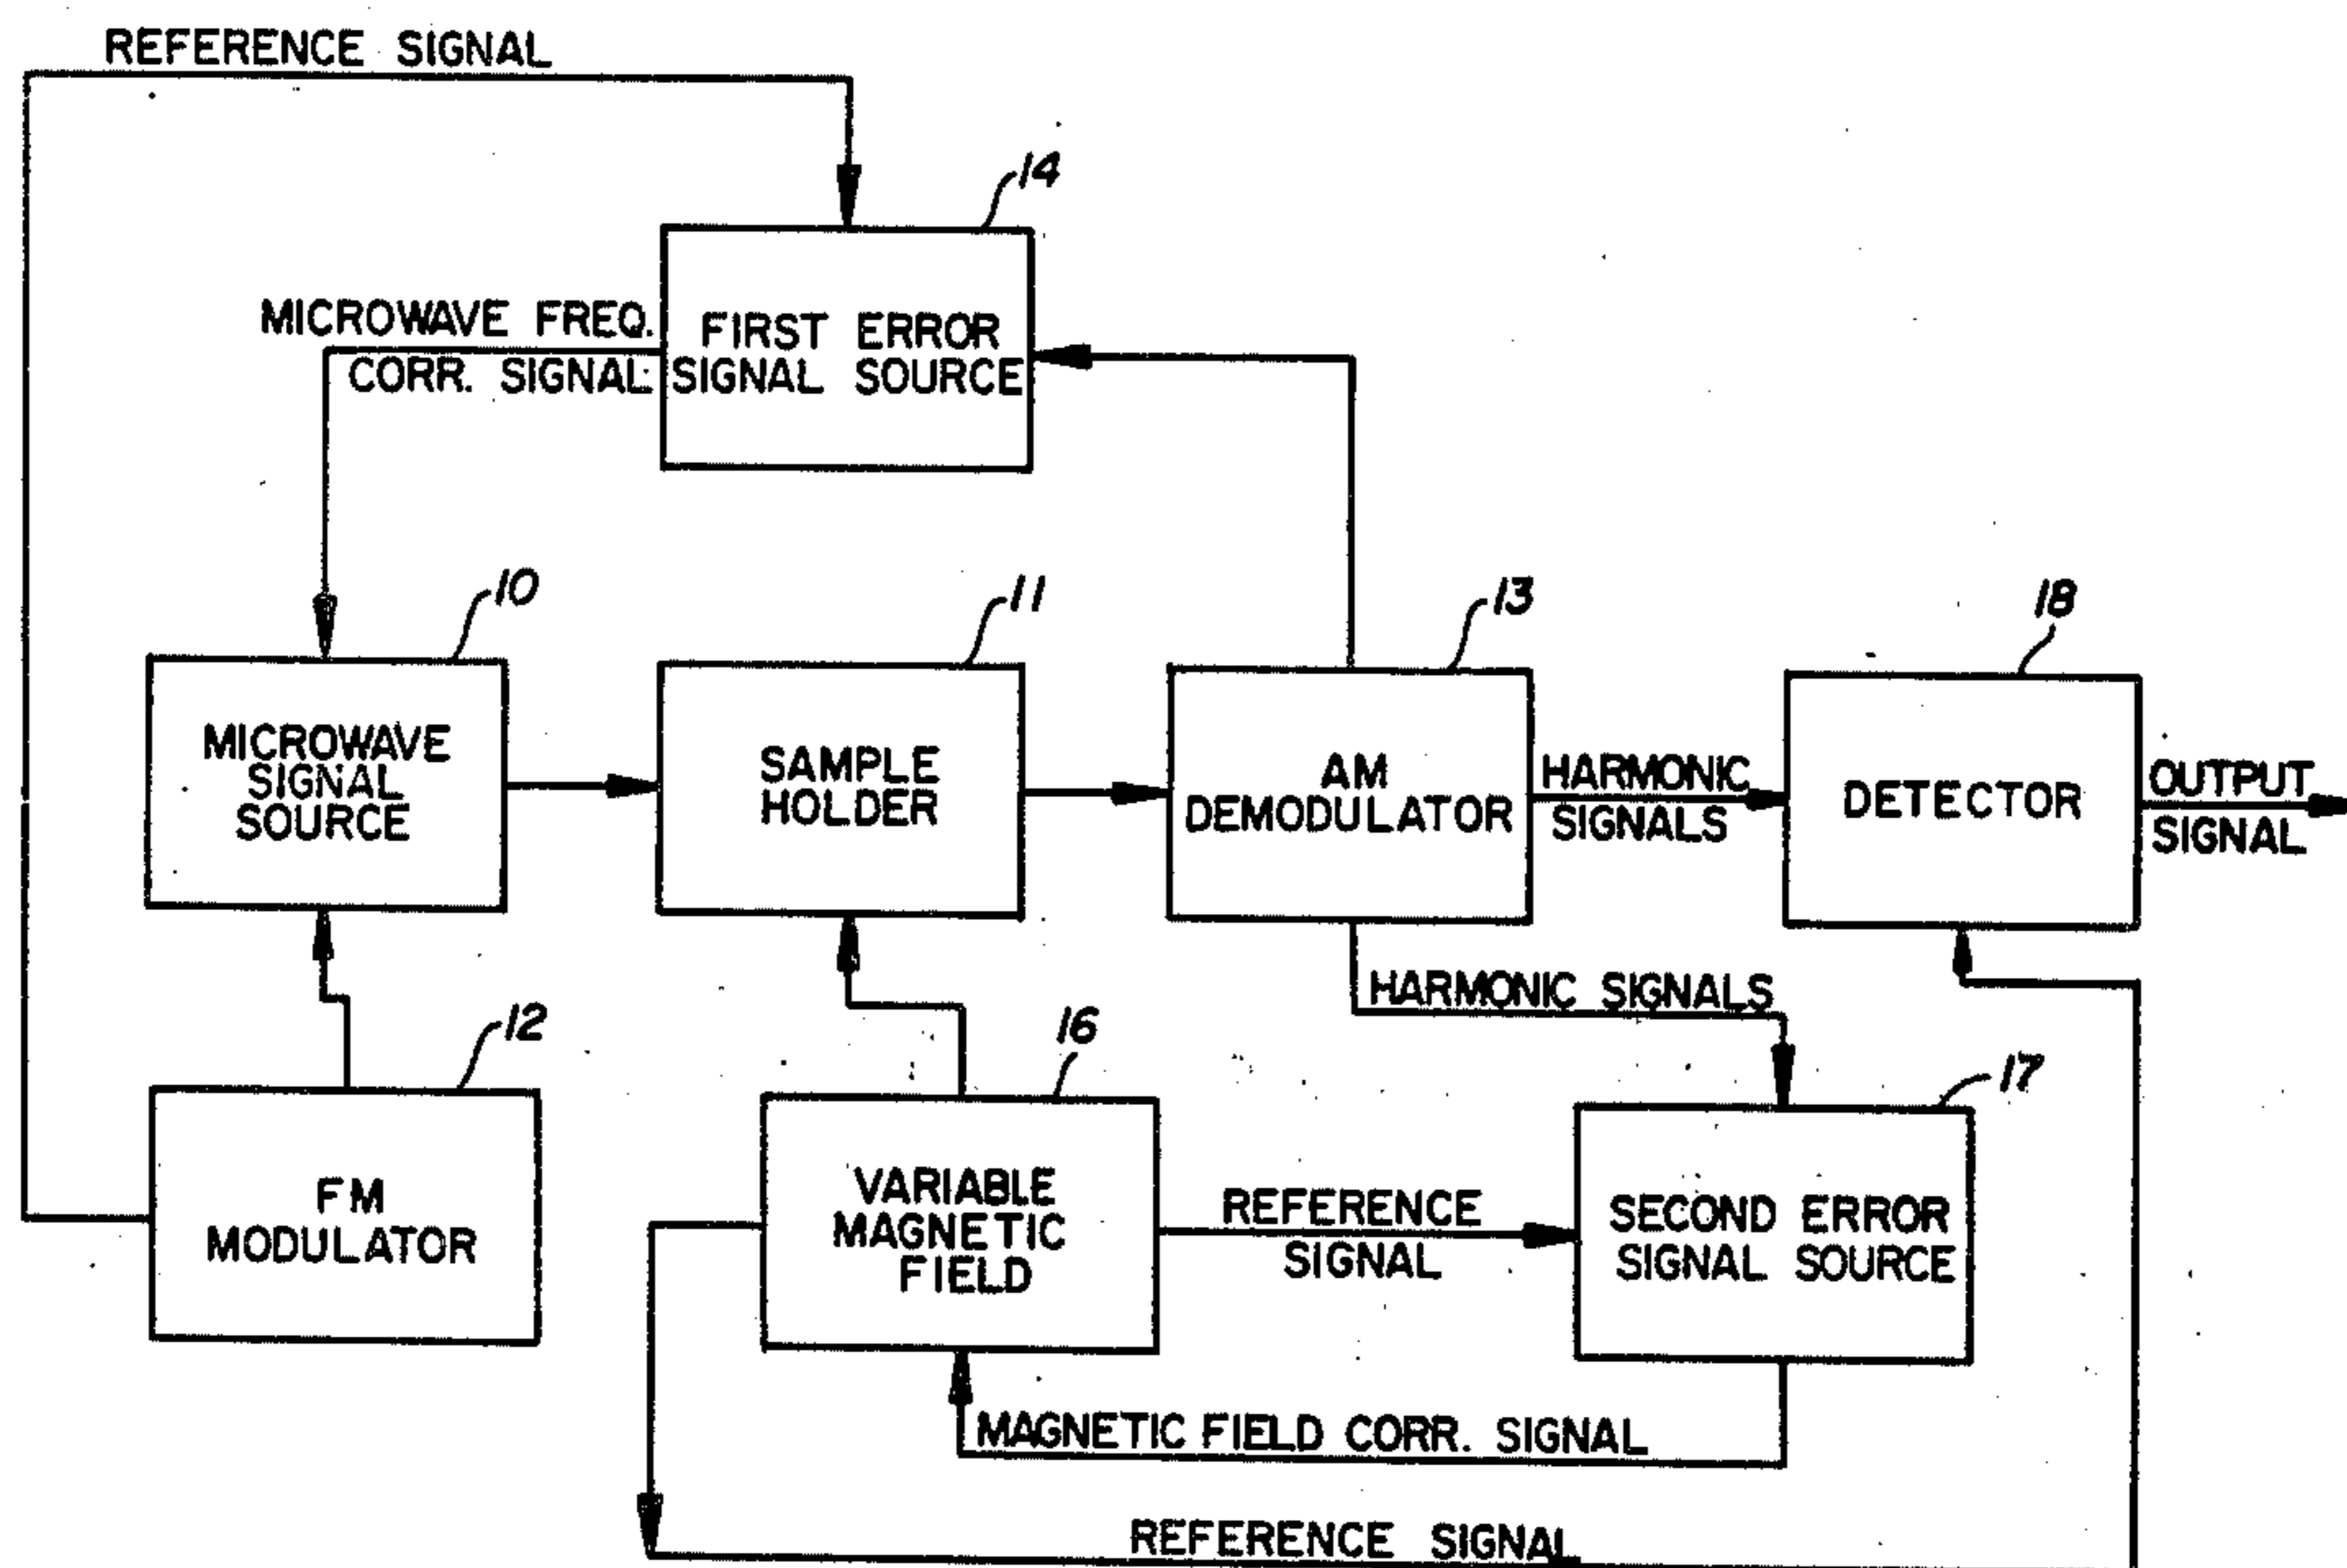 REFERENCE SIGNAL
14
MICROWAVE FREQ.
CORR. SIGNAL
FIRST ERROR
SIGNAL SOURCE
10
11
13
18
MICROWAVE
SIGNAL
SOURCE
SAMPLE
HOLDER
AM
DEMODULATOR
HARMONIC
SIGNALS
DETECTOR
OUTPUT
SIGNAL
HARMONIC SIGNALS
12
16
17
FM
MODULATOR
VARIABLE
MAGNETIC
FIELD
REFERENCE
SIGNAL
SECOND ERROR
SIGNAL SOURCE
MAGNETIC FIELD CORR. SIGNAL
REFERENCE SIGNAL